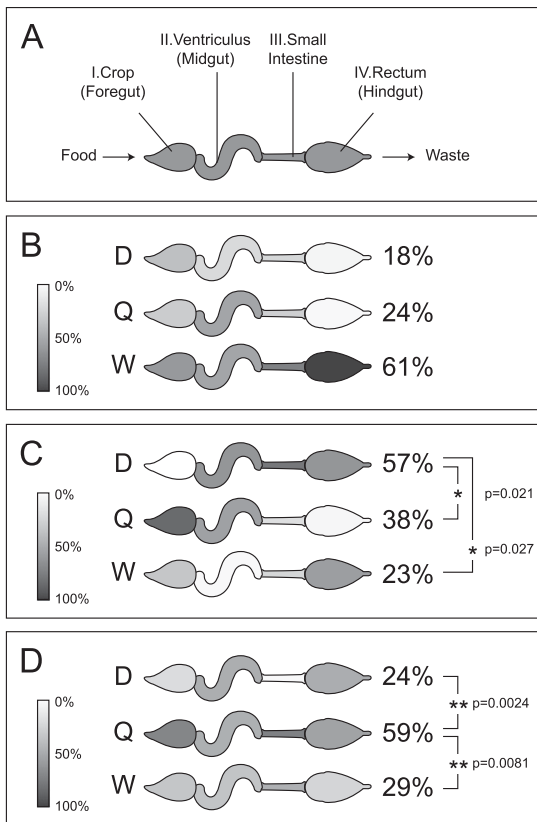 A
II.Ventriculus
(Midgut)
III.Small
Intestine
I.Crop
(Foregut)
IV.Rectum
(Hindgut)
Food
Waste
B
0%
50%
100%
D
18%
Q
24%
W
61%
C
0%
50%
100%
D
57%
Q
38%
W
23%
*
p=0.021
*
p=0.027
D
0%
50%
100%
D
24%
Q
59%
W
29%
**
p=0.0024
**
p=0.0081